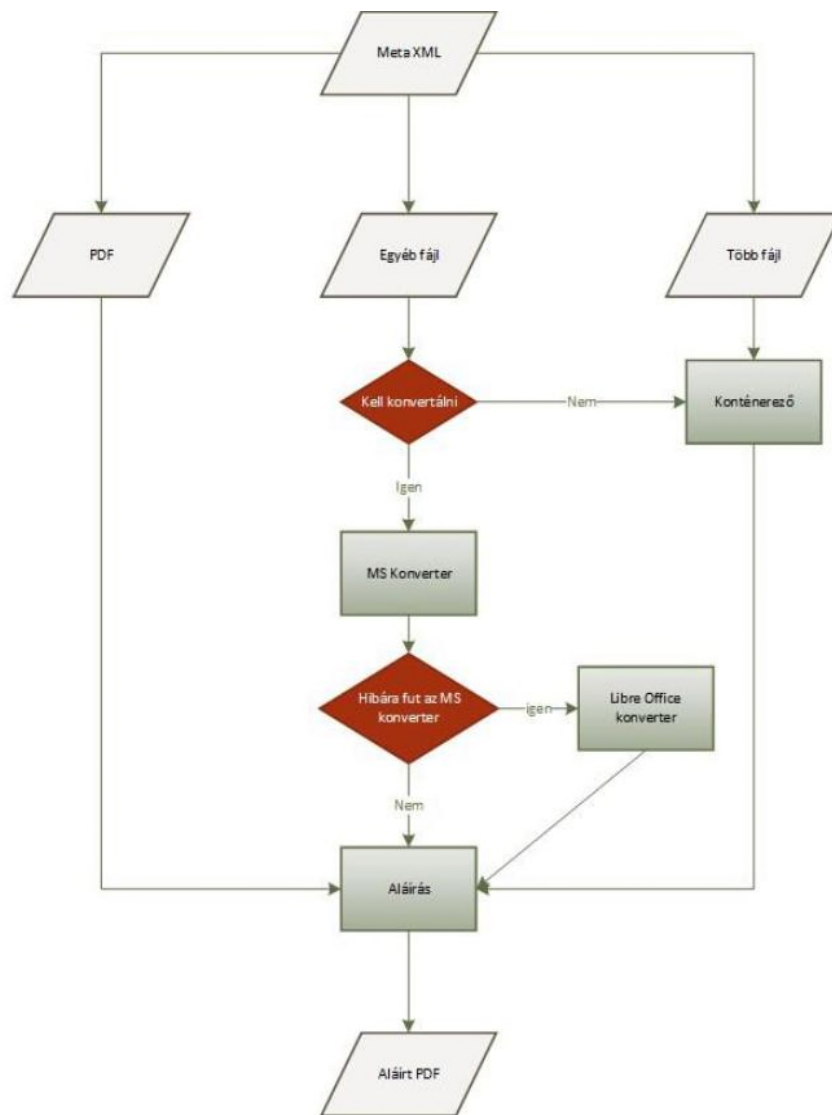 Meta XML
PDF
Egyéb fájl
Több fájl
Kell konvertálni
Nem
Konténerező
Igen
MS Konverter
Hibára fut az MS
konverter
igen
Libre Office
konverter
Nem
Aláírás
Aláírt PDF